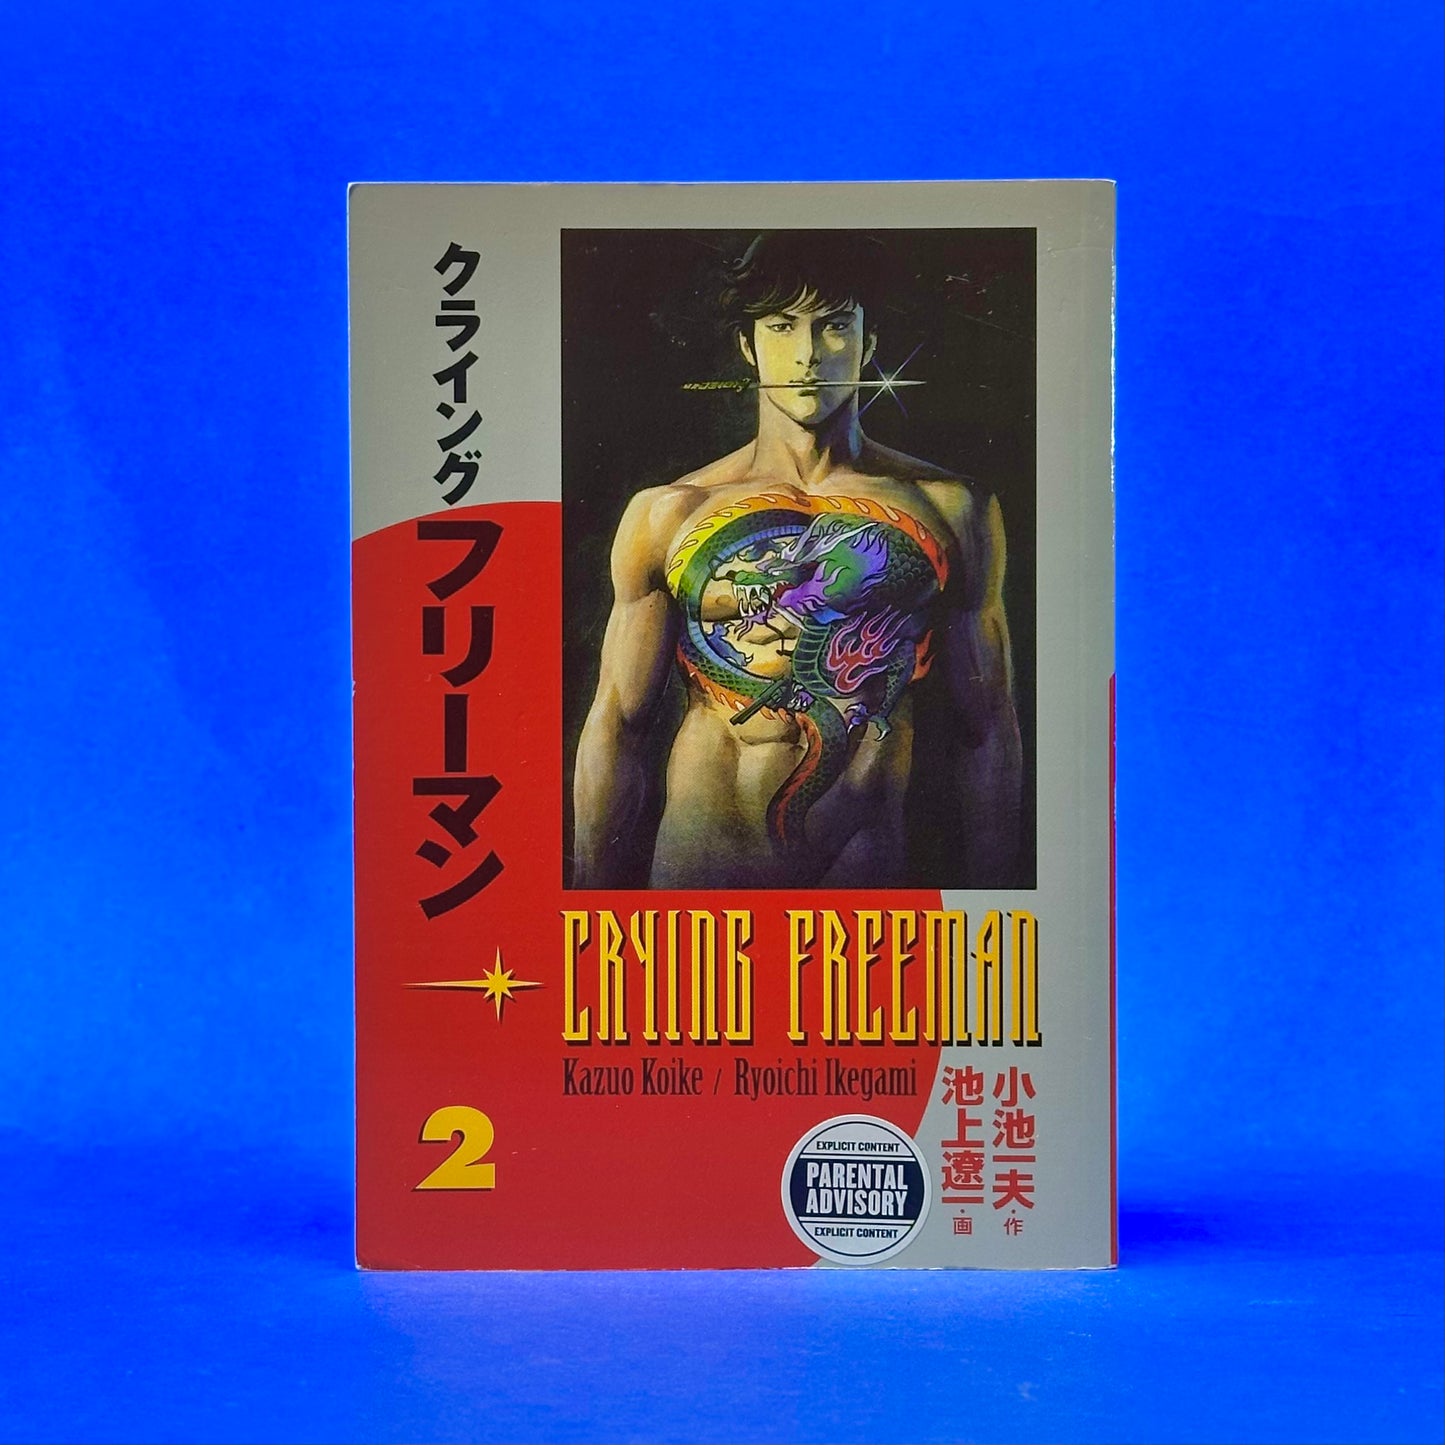 クライング
フリーマン
CRYING FREEMAN
Kazuo Koike / Ryoichi Ikegami
小池一夫・作
池上遼一・画
2
EXPLICIT CONTENT
PARENTAL
ADVISORY
EXPLICIT CONTENT